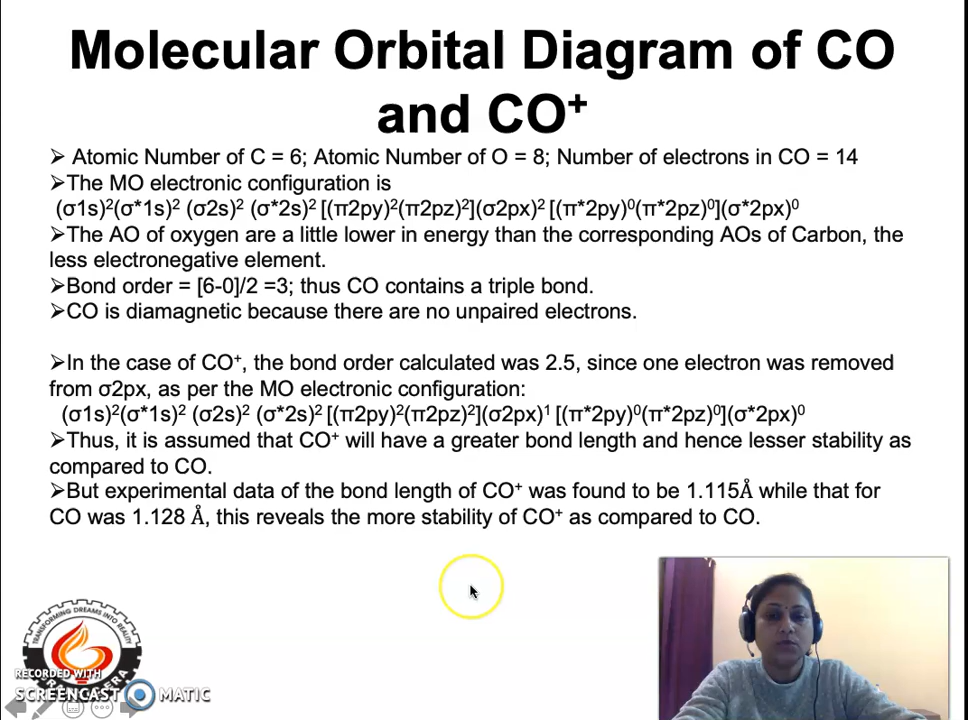 Molecular Orbital Diagram of CO
and CO⁺
➢ Atomic Number of C = 6; Atomic Number of O = 8; Number of electrons in CO = 14
➢The MO electronic configuration is
(σ1s)²(σ*1s)² (σ2s)² (σ*2s)² [(π2py)²(π2pz)²](σ2px)² [(π*2py)⁰(π*2pz)⁰](σ*2px)⁰
➢The AO of oxygen are a little lower in energy than the corresponding AOs of Carbon, the
less electronegative element.
➢Bond order = [6-0]/2 =3; thus CO contains a triple bond.
➢CO is diamagnetic because there are no unpaired electrons.
➢In the case of CO⁺, the bond order calculated was 2.5, since one electron was removed
from σ2px, as per the MO electronic configuration:
(σ1s)²(σ*1s)² (σ2s)² (σ*2s)² [(π2py)²(π2pz)²](σ2px)¹ [(π*2py)⁰(π*2pz)⁰](σ*2px)⁰
➢Thus, it is assumed that CO⁺ will have a greater bond length and hence lesser stability as
compared to CO.
➢But experimental data of the bond length of CO⁺ was found to be 1.115Å while that for
CO was 1.128 Å, this reveals the more stability of CO⁺ as compared to CO.
TRANSFORMING DREAMS INTO REALITY
RECORDED WITH
SCREENCAST MATIC